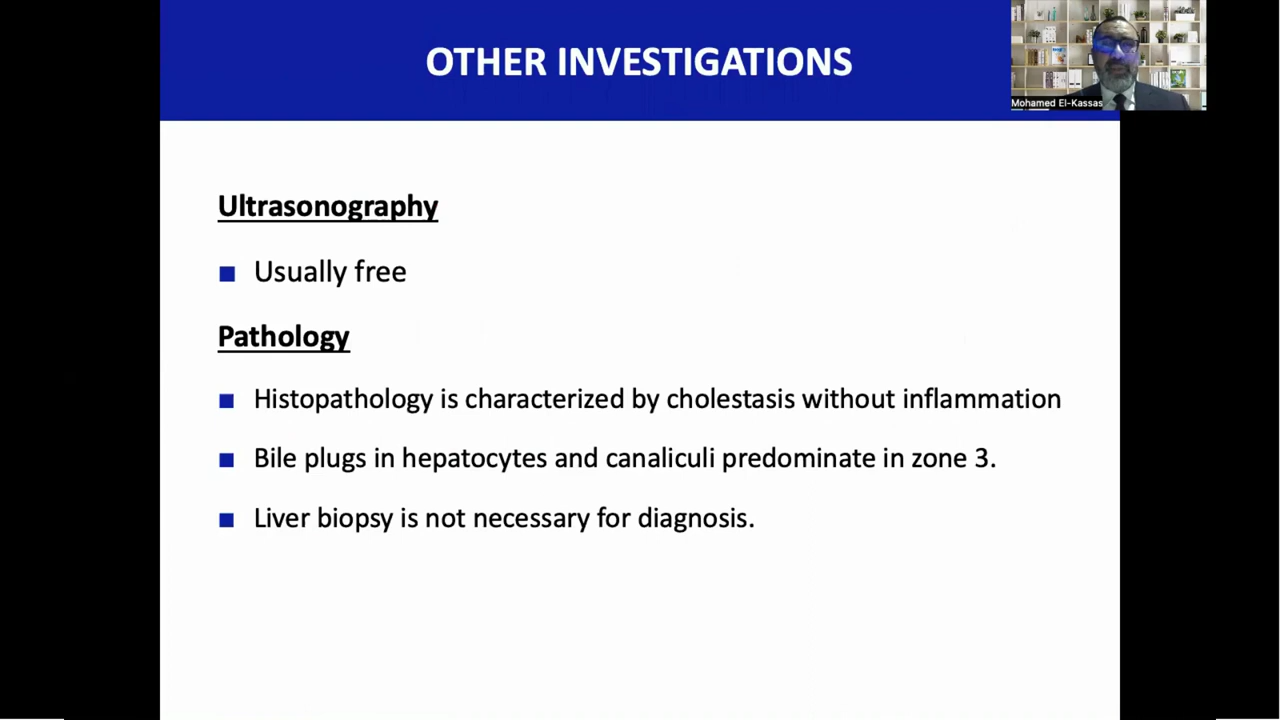 OTHER INVESTIGATIONS
Mohamed El-Kassas
Ultrasonography
Usually free
Pathology
Histopathology is characterized by cholestasis without inflammation
Bile plugs in hepatocytes and canaliculi predominate in zone 3.
Liver biopsy is not necessary for diagnosis.